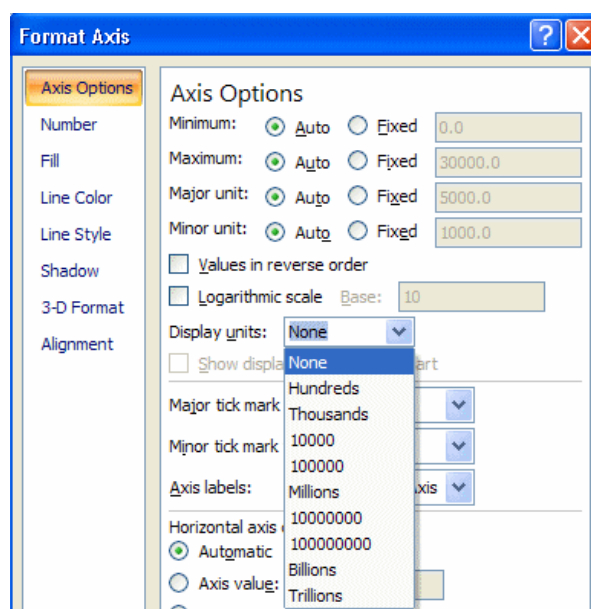 Format Axis
?
Axis Options
Number
Fill
Line Color
Line Style
Shadow
3-D Format
Alignment
Axis Options
Minimum: Auto Fixed 0.0
Maximum: Auto Fixed 30000.0
Major unit: Auto Fixed 5000.0
Minor unit: Auto Fixed 1000.0
Values in reverse order
Logarithmic scale Base: 10
Display units: None
Show displa
None
Hundreds
Thousands
10000
100000
Millions
10000000
100000000
Billions
Trillions
Major tick mark
Minor tick mark
Axis labels: xis
Horizontal axis
Automatic
Axis value: